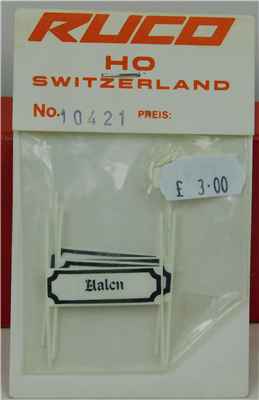 RUCO
HO
SWITZERLAND
No. 10421 PREIS:
£ 3.00
Aalen